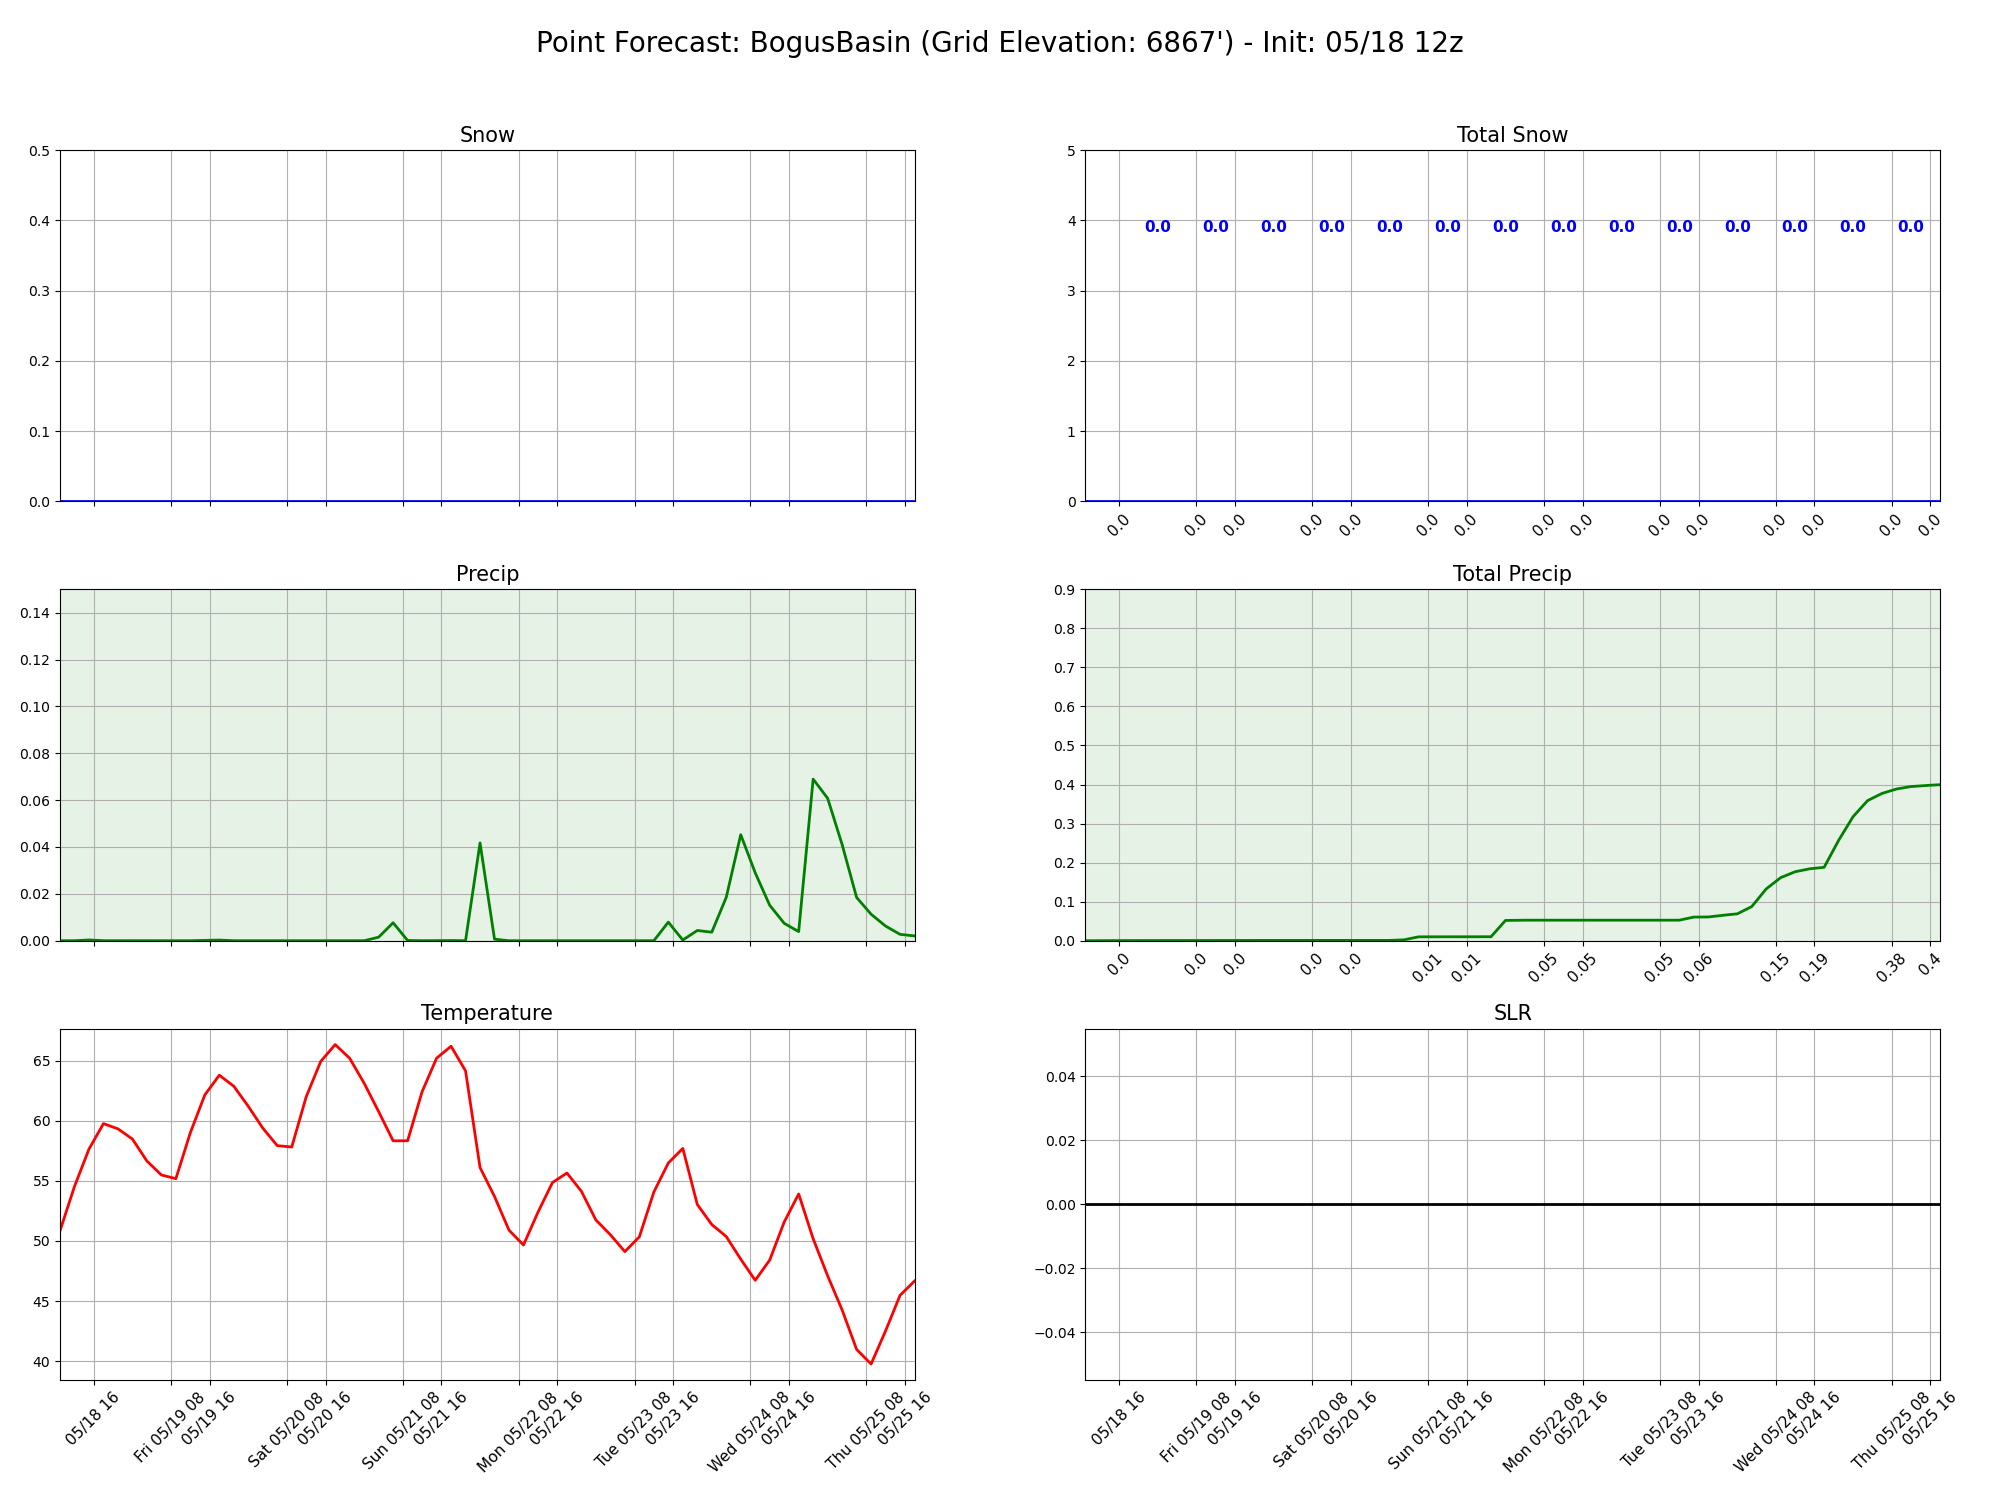 Point Forecast: BogusBasin (Grid Elevation: 6867') - Init: 05/18 12z
Snow
0.5
0.4
0.3
0.2
0.1
0.0
Total Snow
5
4
3
2
1
0
0.0 0.0 0.0 0.0 0.0 0.0 0.0 0.0 0.0 0.0 0.0 0.0 0.0 0.0
0.0 0.0 0.0 0.0 0.0 0.0 0.0 0.0 0.0 0.0 0.0 0.0 0.0 0.0 0.0
Precip
0.14
0.12
0.10
0.08
0.06
0.04
0.02
0.00
Total Precip
0.9
0.8
0.7
0.6
0.5
0.4
0.3
0.2
0.1
0.0
0.0 0.0 0.0 0.0 0.0 0.01 0.01 0.05 0.05 0.05 0.06 0.15 0.19 0.38 0.4
Temperature
65
60
55
50
45
40
05/18 16
Fri 05/19 08
05/19 16
Sat 05/20 08
05/20 16
Sun 05/21 08
05/21 16
Mon 05/22 08
05/22 16
Tue 05/23 08
05/23 16
Wed 05/24 08
05/24 16
Thu 05/25 08
05/25 16
SLR
0.04
0.02
0.00
−0.02
−0.04
05/18 16
Fri 05/19 08
05/19 16
Sat 05/20 08
05/20 16
Sun 05/21 08
05/21 16
Mon 05/22 08
05/22 16
Tue 05/23 08
05/23 16
Wed 05/24 08
05/24 16
Thu 05/25 08
05/25 16